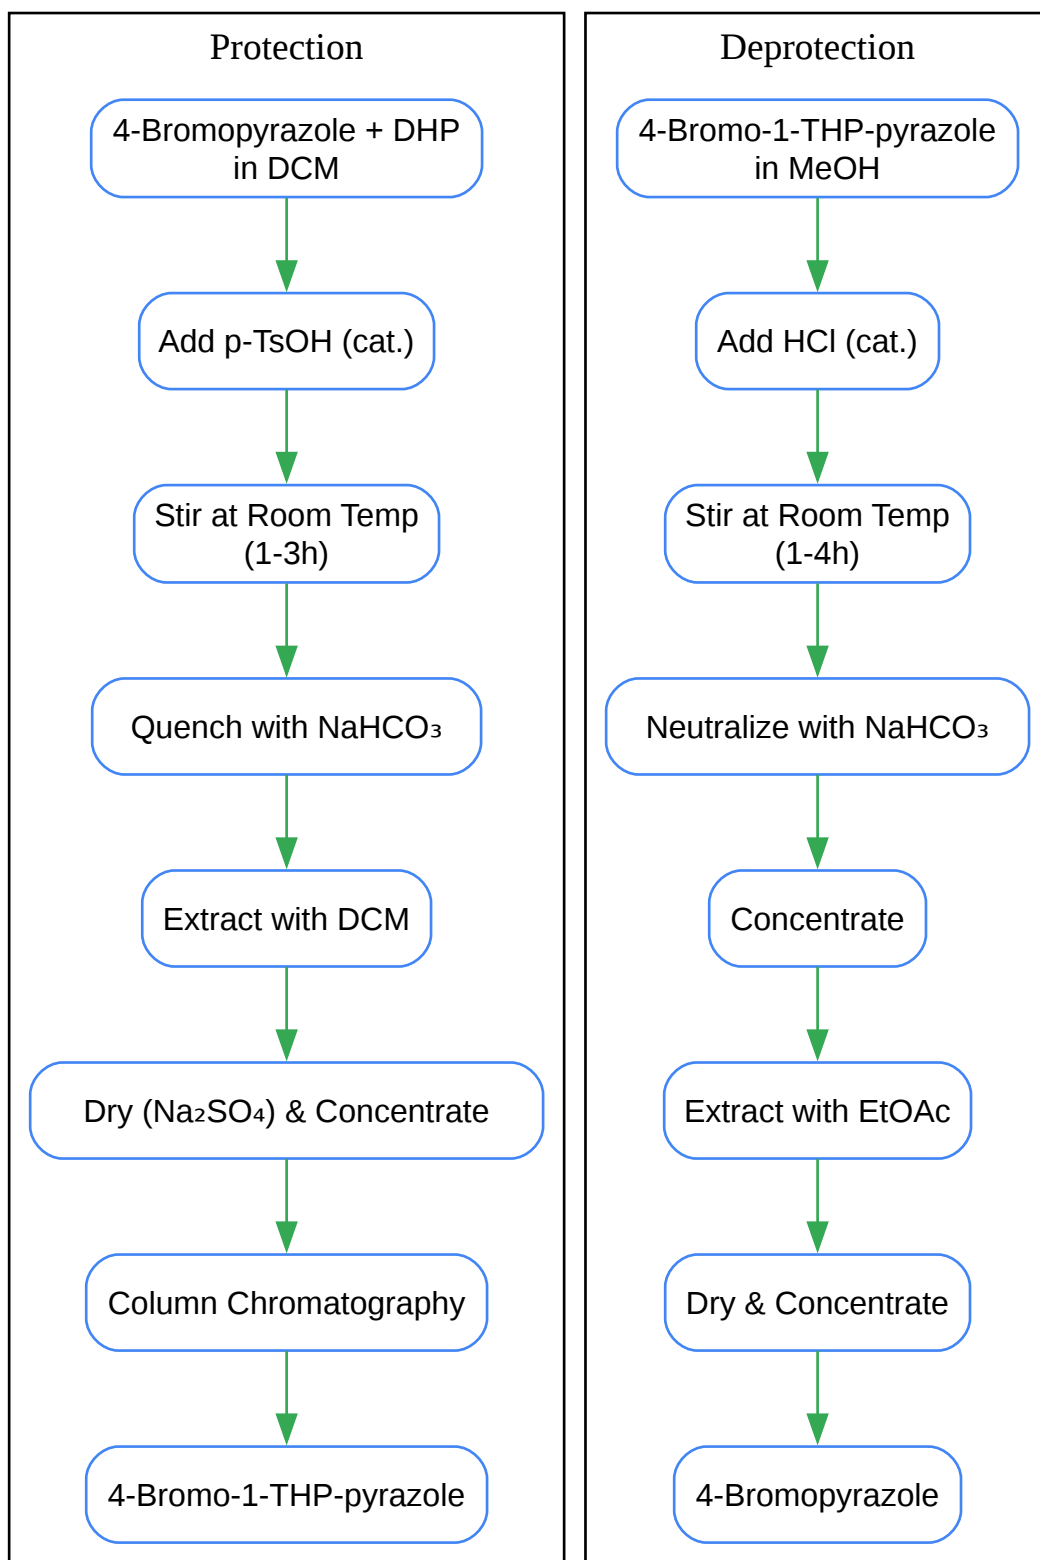 Protection
4-Bromopyrazole + DHP
in DCM
Add p-TsOH (cat.)
Stir at Room Temp
(1-3h)
Quench with NaHCO₃
Extract with DCM
Dry (Na₂SO₄) & Concentrate
Column Chromatography
4-Bromo-1-THP-pyrazole
Deprotection
4-Bromo-1-THP-pyrazole
in MeOH
Add HCl (cat.)
Stir at Room Temp
(1-4h)
Neutralize with NaHCO₃
Concentrate
Extract with EtOAc
Dry & Concentrate
4-Bromopyrazole